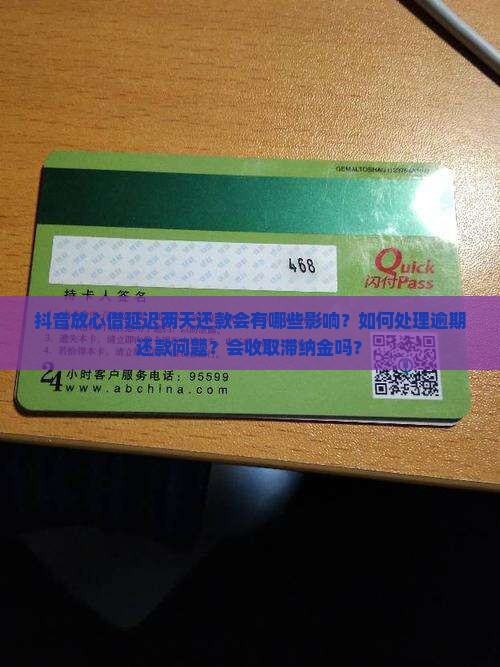 468
Quick
闪付Pass
持卡人签名
抖音放心借延迟两天还款会有哪些影响？如何处理逾期
还款问题？会收取滞纳金吗？
24小时客户服务电话：95599
www.abchina.com